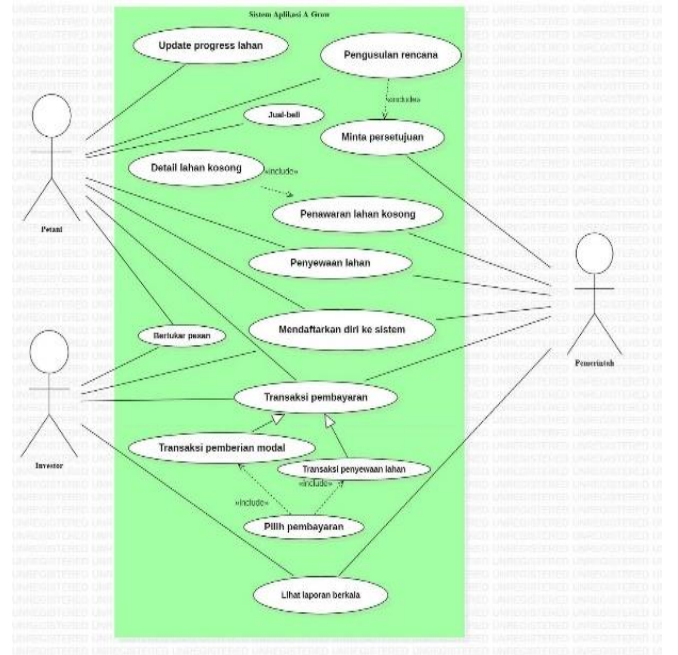 Sistem Aplikasi A Grow
Update progress lahan
Pengusulan rencana
«include»
Jual-beli
Minta persetujuan
Detail lahan kosong
«include»
Penawaran lahan kosong
Petani
Penyewaan lahan
Mendaftarkan diri ke sistem
Bertukar pesan
Pemerintah
Transaksi pembayaran
Transaksi pemberian modal
Investor
Transaksi penyewaan lahan
«include»
«include»
Pilih pembayaran
Lihat laporan berkala
UNREGISTERED